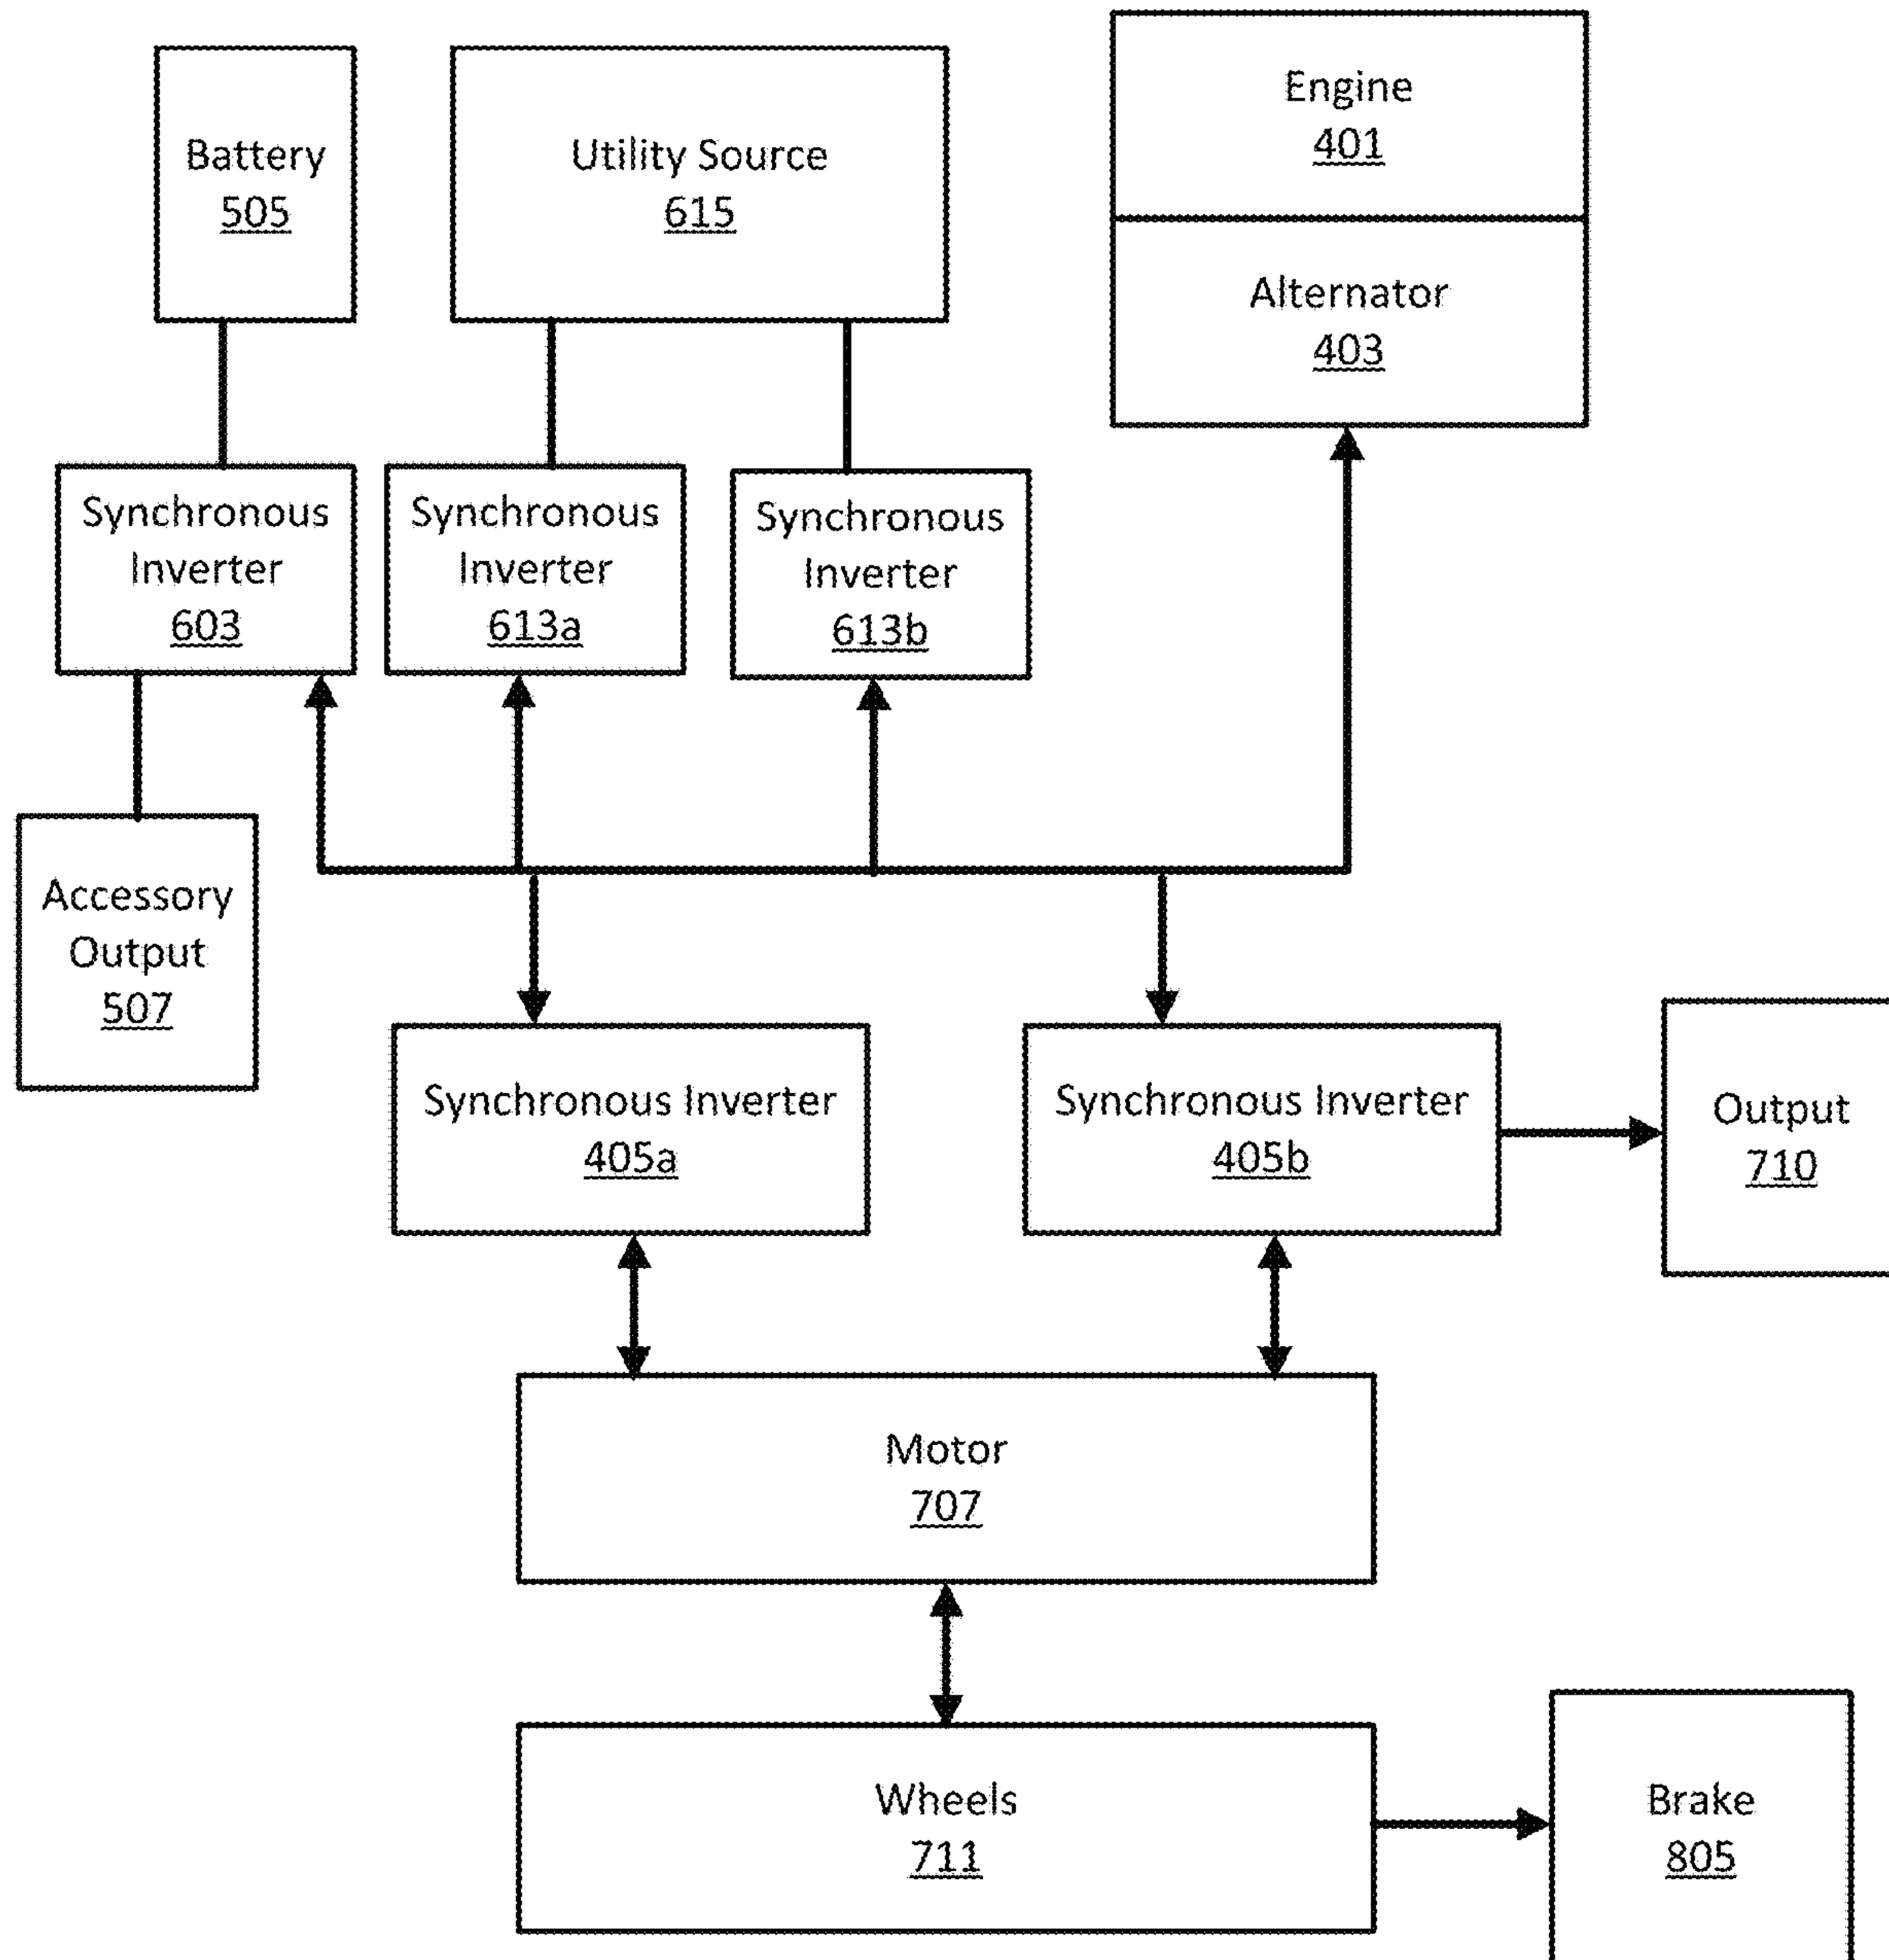 Battery
505
Utility Source
615
Engine
401
Alternator
403
Synchronous
Inverter
603
Synchronous
Inverter
613a
Synchronous
Inverter
613b
Accessory
Output
507
Synchronous Inverter
405a
Synchronous Inverter
405b
Output
710
Motor
707
Wheels
711
Brake
805